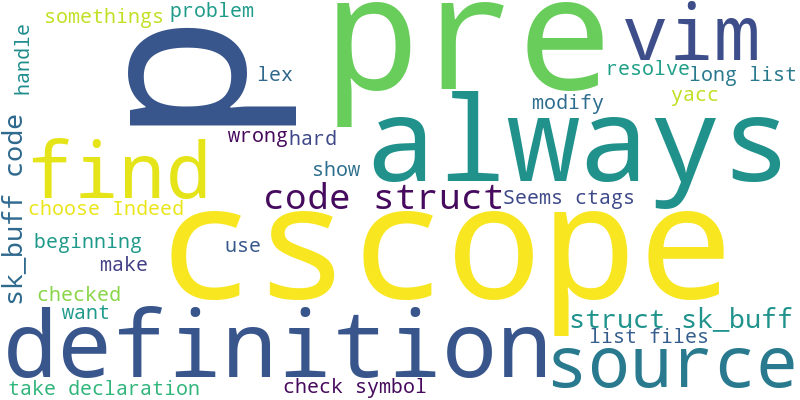 somethings
problem
pre
vim
handle
p
lex
resolve
long list
yacc
modify
always
wrong
hard
find
show
code struct
Seems ctags
sk_buff code
choose Indeed
cscope
beginning
use
make
checked
want
definition
struct sk_buff
list files
source
take declaration
check symbol